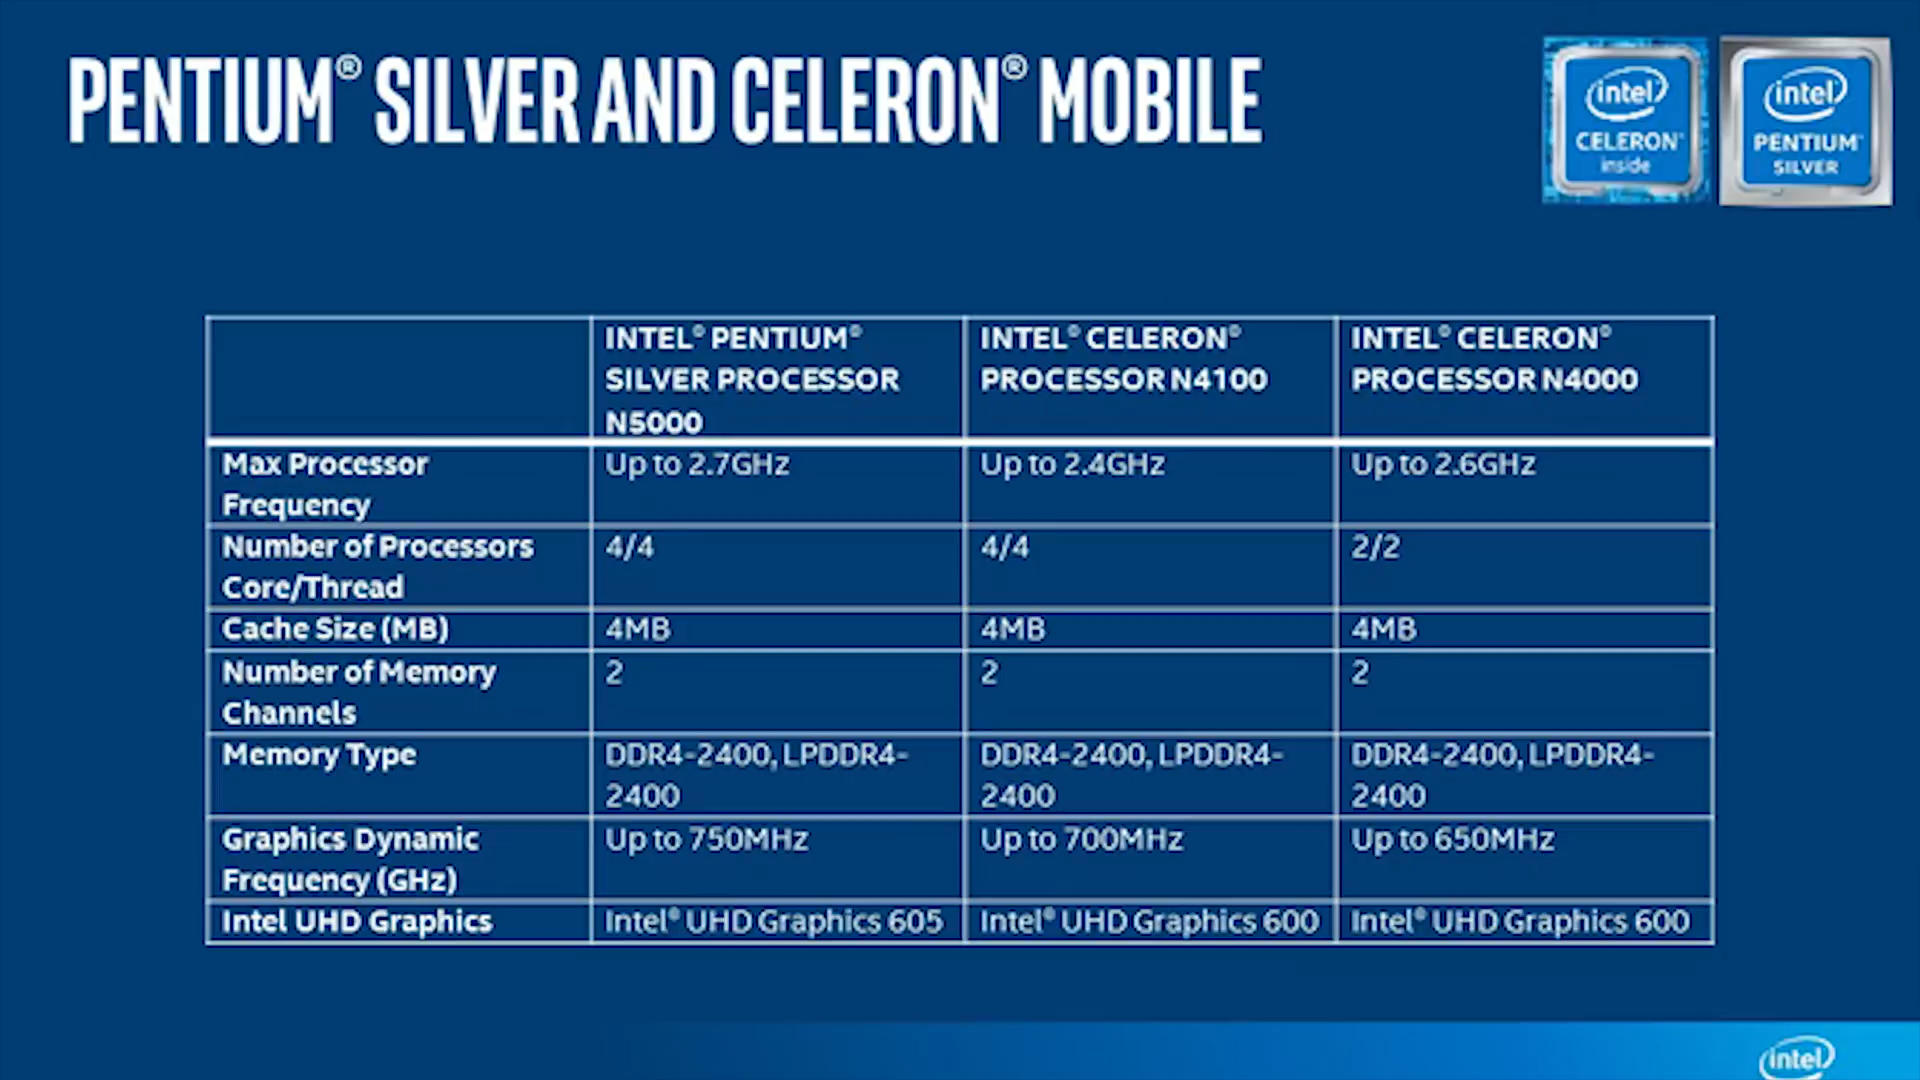 PENTIUM® SILVER AND CELERON® MOBILE
intel
CELERON®
inside
intel
PENTIUM®
SILVER
INTEL® PENTIUM®
SILVER PROCESSOR
N5000
INTEL® CELERON®
PROCESSOR N4100
INTEL® CELERON®
PROCESSOR N4000
Max Processor
Frequency
Up to 2.7GHz
Up to 2.4GHz
Up to 2.6GHz
Number of Processors
Core/Thread
4/4
4/4
2/2
Cache Size (MB)
4MB
4MB
4MB
Number of Memory
Channels
2
2
2
Memory Type
DDR4-2400, LPDDR4-
2400
DDR4-2400, LPDDR4-
2400
DDR4-2400, LPDDR4-
2400
Graphics Dynamic
Frequency (GHz)
Up to 750MHz
Up to 700MHz
Up to 650MHz
Intel UHD Graphics
Intel® UHD Graphics 605
Intel® UHD Graphics 600
Intel® UHD Graphics 600
intel